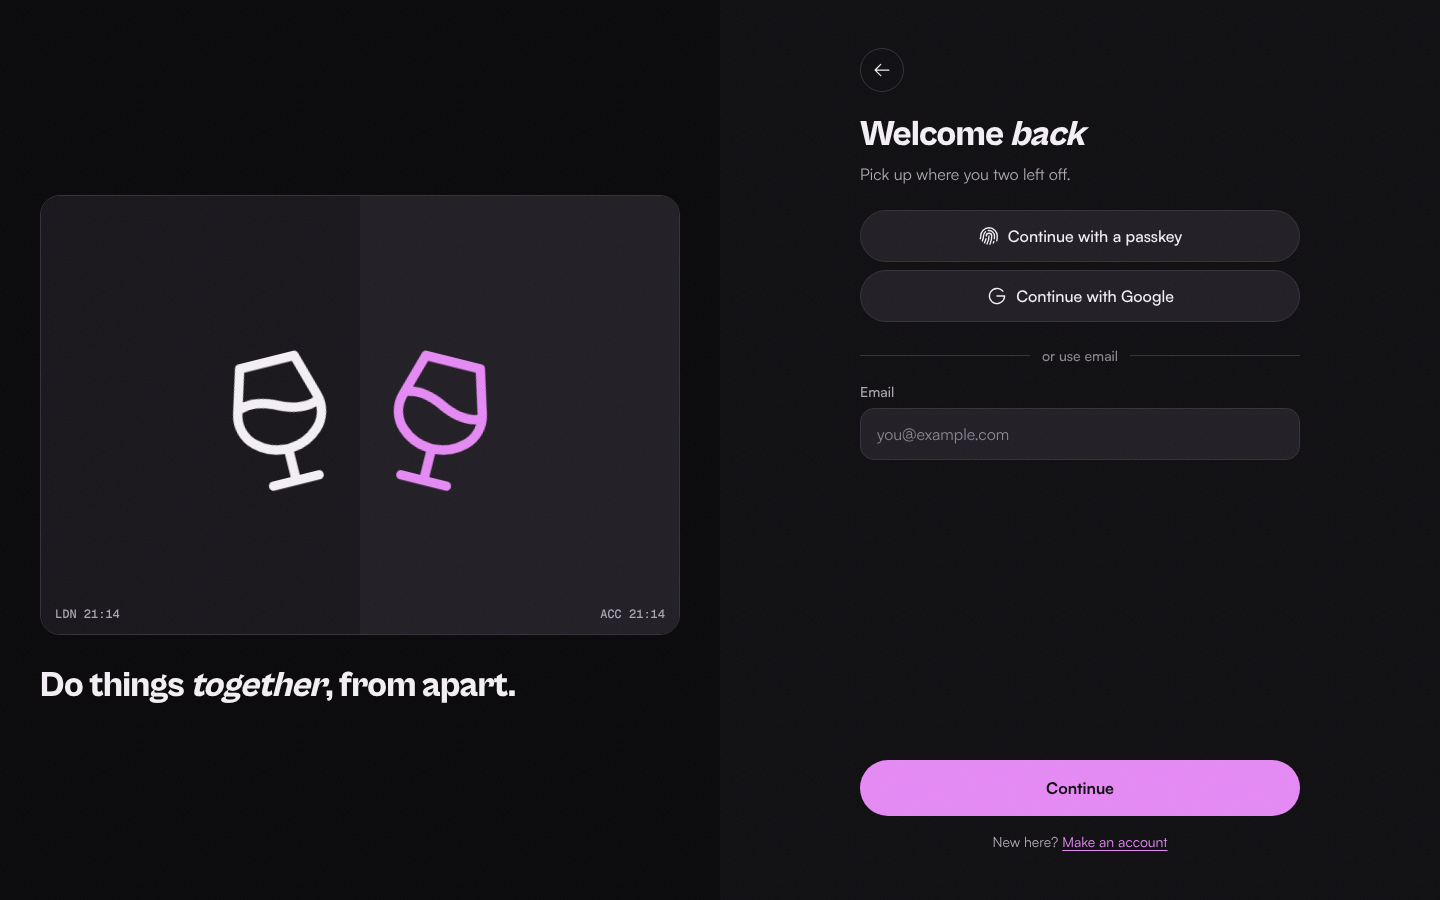 LDN 21:14
ACC 21:14
Do things together, from apart.
Welcome back
Pick up where you two left off.
Continue with a passkey
Continue with Google
or use email
Email
you@example.com
Continue
New here? Make an account